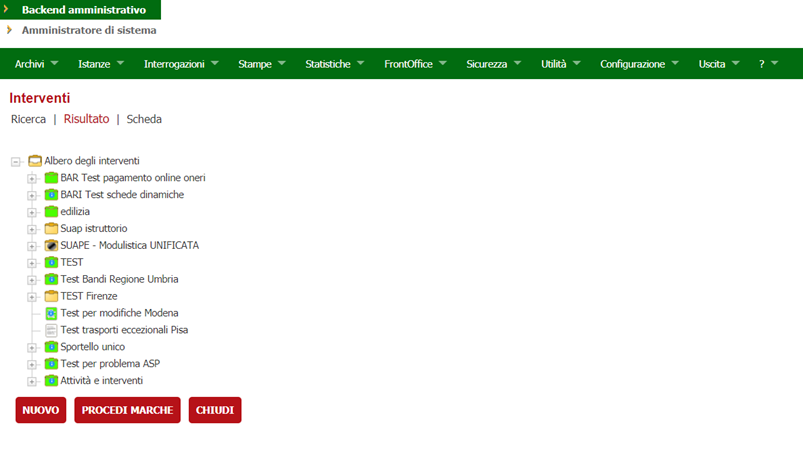 Backend amministrativo
Amministratore di sistema
Archivi Istanze Interrogazioni Stampe Statistiche FrontOffice Sicurezza Utilità Configurazione Uscita ?
Interventi
Ricerca | Risultato | Scheda
Albero degli interventi
BAR Test pagamento online oneri
BARI Test schede dinamiche
edilizia
Suap istruttorio
SUAPE - Modulistica UNIFICATA
TEST
Test Bandi Regione Umbria
TEST Firenze
Test per modifiche Modena
Test trasporti eccezionali Pisa
Sportello unico
Test per problema ASP
Attività e interventi
NUOVO PROCEDI MARCHE CHIUDI